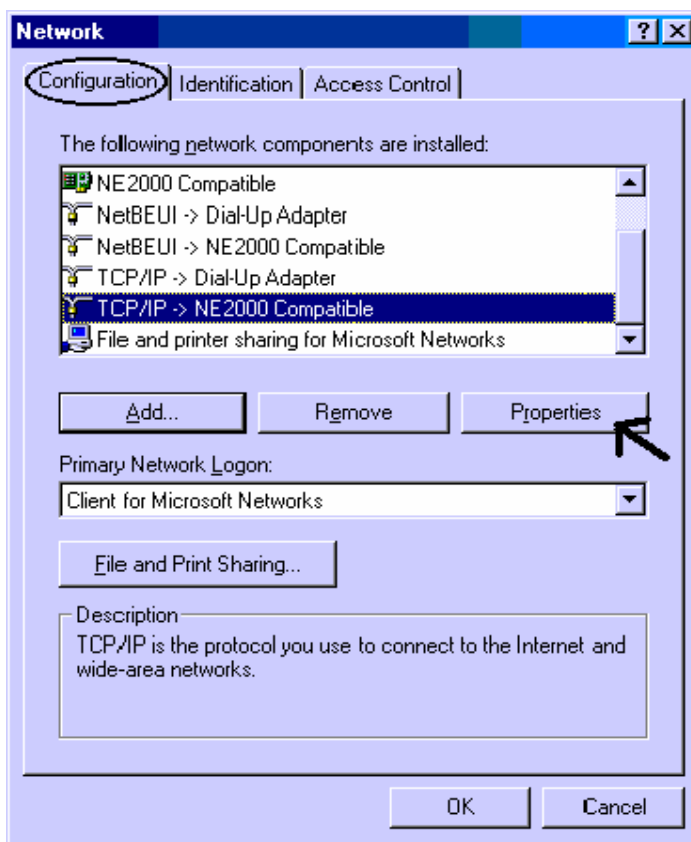 Network
Configuration Identification Access Control
The following network components are installed:
NE2000 Compatible
NetBEUI -> Dial-Up Adapter
NetBEUI -> NE2000 Compatible
TCP/IP -> Dial-Up Adapter
TCP/IP -> NE2000 Compatible
File and printer sharing for Microsoft Networks
Add... Remove Properties
Primary Network Logon:
Client for Microsoft Networks
File and Print Sharing...
Description
TCP/IP is the protocol you use to connect to the Internet and
wide-area networks.
OK Cancel